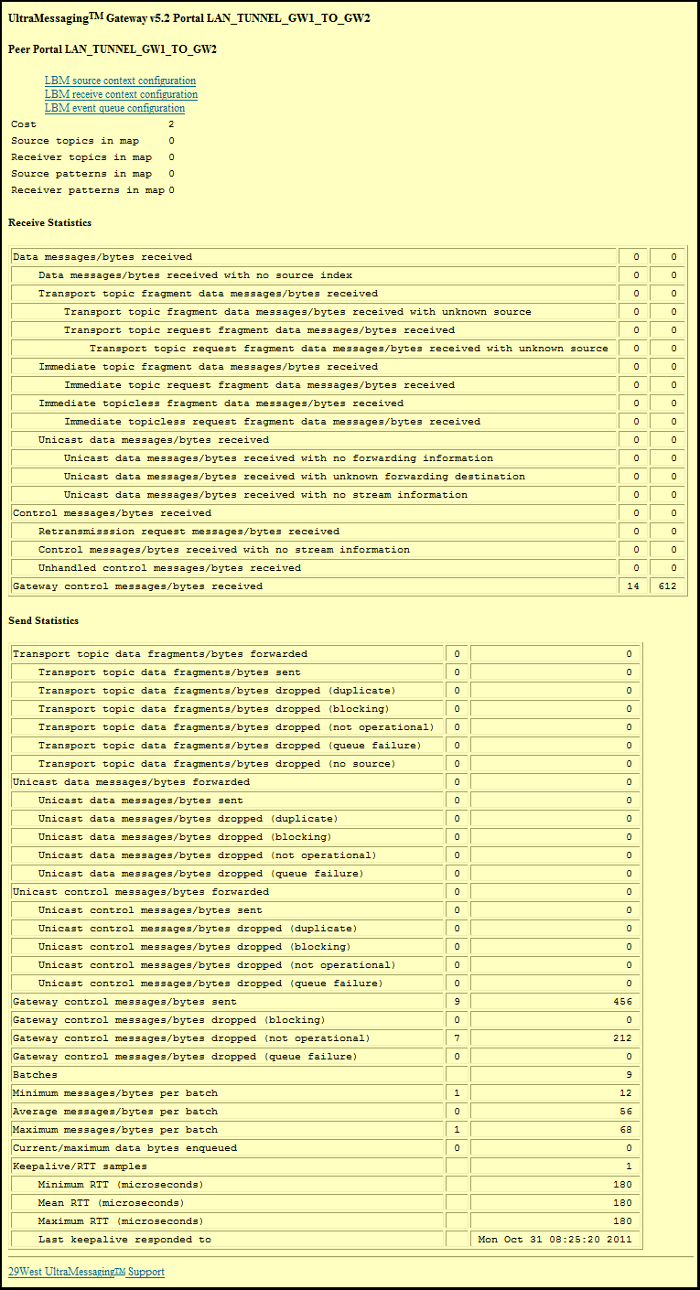 UltraMessaging™ Gateway v5.2 Portal LAN_TUNNEL_GW1_TO_GW2
Peer Portal LAN_TUNNEL_GW1_TO_GW2
LBM source context configuration
LBM receive context configuration
LBM event queue configuration
Cost 2
Source topics in map 0
Receiver topics in map 0
Source patterns in map 0
Receiver patterns in map 0
Receive Statistics
Data messages/bytes received 0 0
Data messages/bytes received with no source index 0 0
Transport topic fragment data messages/bytes received 0 0
Transport topic fragment data messages/bytes received with unknown source 0 0
Transport topic request fragment data messages/bytes received 0 0
Transport topic request fragment data messages/bytes received with unknown source 0 0
Immediate topic fragment data messages/bytes received 0 0
Immediate topic request fragment data messages/bytes received 0 0
Immediate topicless fragment data messages/bytes received 0 0
Immediate topicless request fragment data messages/bytes received 0 0
Unicast data messages/bytes received 0 0
Unicast data messages/bytes received with no forwarding information 0 0
Unicast data messages/bytes received with unknown forwarding destination 0 0
Unicast data messages/bytes received with no stream information 0 0
Control messages/bytes received 0 0
Retransmisssion request messages/bytes received 0 0
Control messages/bytes received with no stream information 0 0
Unhandled control messages/bytes received 0 0
Gateway control messages/bytes received 14 612
Send Statistics
Transport topic data fragments/bytes forwarded 0 0
Transport topic data fragments/bytes sent 0 0
Transport topic data fragments/bytes dropped (duplicate) 0 0
Transport topic data fragments/bytes dropped (blocking) 0 0
Transport topic data fragments/bytes dropped (not operational) 0 0
Transport topic data fragments/bytes dropped (queue failure) 0 0
Transport topic data fragments/bytes dropped (no source) 0 0
Unicast data messages/bytes forwarded 0 0
Unicast data messages/bytes sent 0 0
Unicast data messages/bytes dropped (duplicate) 0 0
Unicast data messages/bytes dropped (blocking) 0 0
Unicast data messages/bytes dropped (not operational) 0 0
Unicast data messages/bytes dropped (queue failure) 0 0
Unicast control messages/bytes forwarded 0 0
Unicast control messages/bytes sent 0 0
Unicast control messages/bytes dropped (duplicate) 0 0
Unicast control messages/bytes dropped (blocking) 0 0
Unicast control messages/bytes dropped (not operational) 0 0
Unicast control messages/bytes dropped (queue failure) 0 0
Gateway control messages/bytes sent 9 456
Gateway control messages/bytes dropped (blocking) 0 0
Gateway control messages/bytes dropped (not operational) 7 212
Gateway control messages/bytes dropped (queue failure) 0 0
Batches 9
Minimum messages/bytes per batch 1 12
Average messages/bytes per batch 0 56
Maximum messages/bytes per batch 1 68
Current/maximum data bytes enqueued 0 0
Keepalive/RTT samples 1
Minimum RTT (microseconds) 180
Mean RTT (microseconds) 180
Maximum RTT (microseconds) 180
Last keepalive responded to Mon Oct 31 08:25:20 2011
29West UltraMessaging™ Support